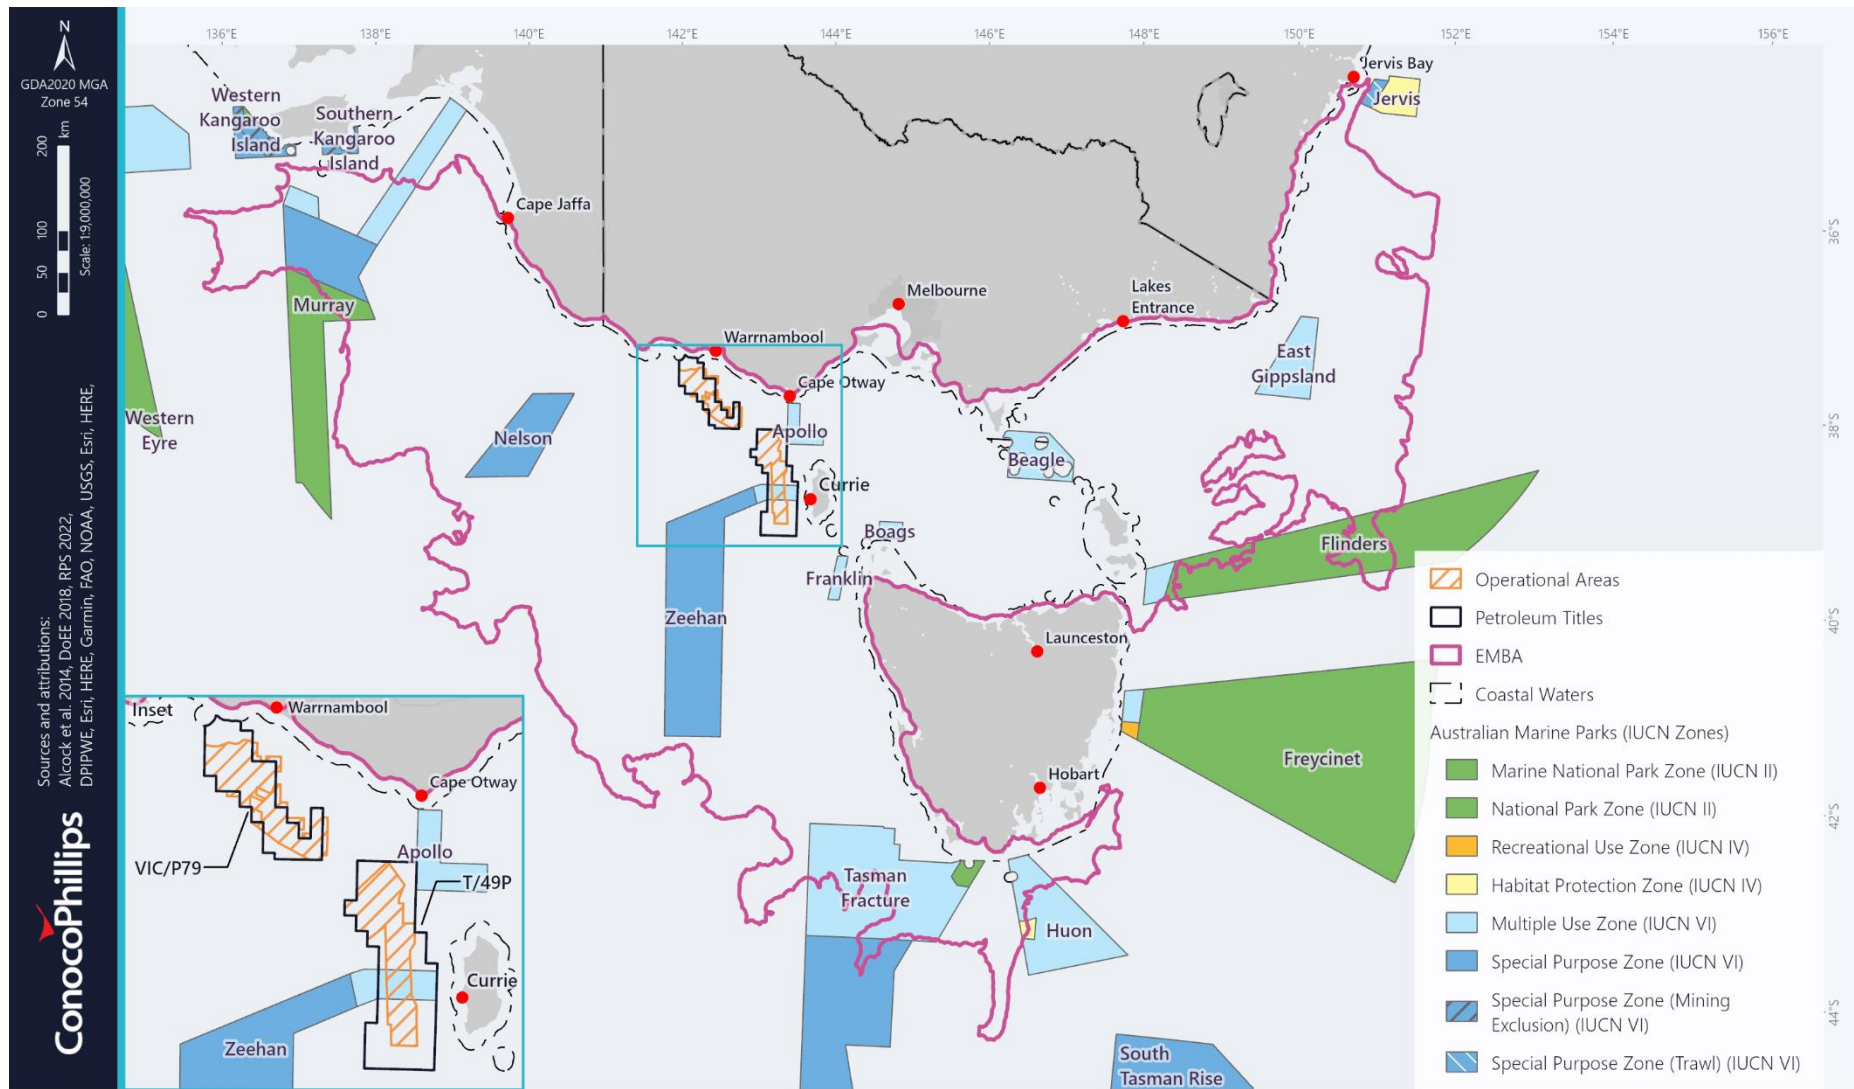 N
GDA2020 MGA
Zone 54
0 50 100 200
km
Scale: 1:9,000,000
Sources and attributions:
Alcock et al. 2014, DoEE 2018, RPS 2022,
DPIPWE, Esri, HERE, Garmin, FAO, NOAA, USGS, Esri, HERE,
ConocoPhillips
136°E 138°E 140°E 142°E 144°E 146°E 148°E 150°E 152°E 154°E 156°E
36°S
38°S
40°S
42°S
44°S
Jervis Bay
Jervis
Western
Kangaroo
Island
Southern
Kangaroo
Island
Cape Jaffa
Murray
Melbourne
Lakes
Entrance
Warrnambool
Cape Otway
East
Gippsland
Western
Eyre
Nelson
Apollo
Beagle
Currie
Boags
Flinders
Franklin
Zeehan
Launceston
Freycinet
Hobart
Tasman
Fracture
Huon
South
Tasman Rise
Inset
Warrnambool
Cape Otway
VIC/P79
Apollo
T/49P
Currie
Zeehan
Operational Areas
Petroleum Titles
EMBA
Coastal Waters
Australian Marine Parks (IUCN Zones)
Marine National Park Zone (IUCN II)
National Park Zone (IUCN II)
Recreational Use Zone (IUCN IV)
Habitat Protection Zone (IUCN IV)
Multiple Use Zone (IUCN VI)
Special Purpose Zone (IUCN VI)
Special Purpose Zone (Mining
Exclusion) (IUCN VI)
Special Purpose Zone (Trawl) (IUCN VI)